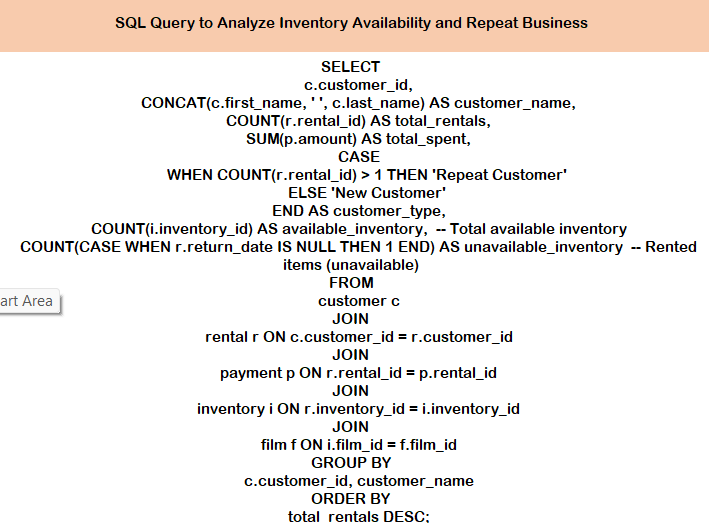 SQL Query to Analyze Inventory Availability and Repeat Business
SELECT
c.customer_id,
CONCAT(c.first_name, ' ', c.last_name) AS customer_name,
COUNT(r.rental_id) AS total_rentals,
SUM(p.amount) AS total_spent,
CASE
WHEN COUNT(r.rental_id) > 1 THEN 'Repeat Customer'
ELSE 'New Customer'
END AS customer_type,
COUNT(i.inventory_id) AS available_inventory,  -- Total available inventory
COUNT(CASE WHEN r.return_date IS NULL THEN 1 END) AS unavailable_inventory  -- Rented
items (unavailable)
FROM
art Area
customer c
JOIN
rental r ON c.customer_id = r.customer_id
JOIN
payment p ON r.rental_id = p.rental_id
JOIN
inventory i ON r.inventory_id = i.inventory_id
JOIN
film f ON i.film_id = f.film_id
GROUP BY
c.customer_id, customer_name
ORDER BY
total_rentals DESC;